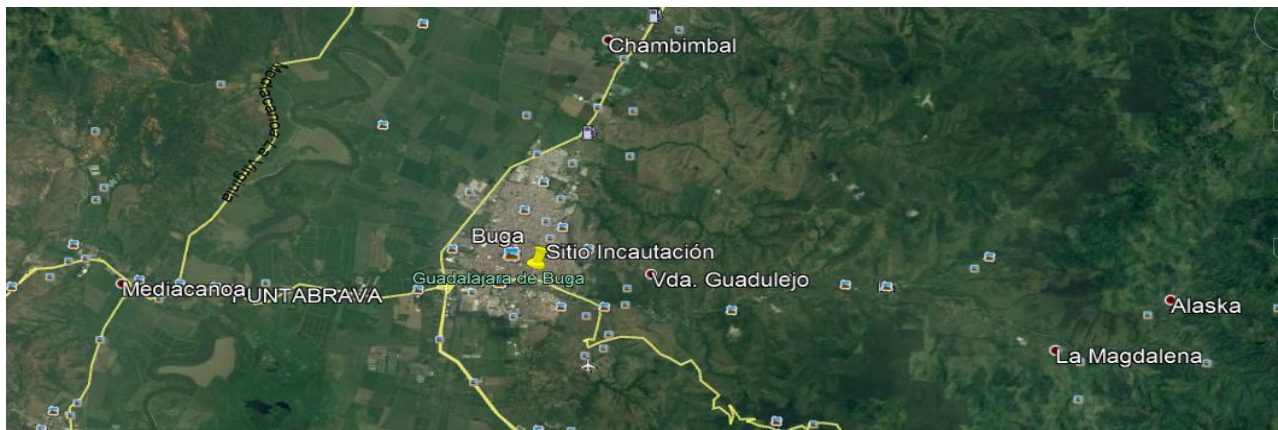 Chambimbal
Buga
Sitio Incautación
Guadalajara de Buga
Vda. Guadulejo
Mediacanoa
PUNTABRAVA
Alaska
La Magdalena